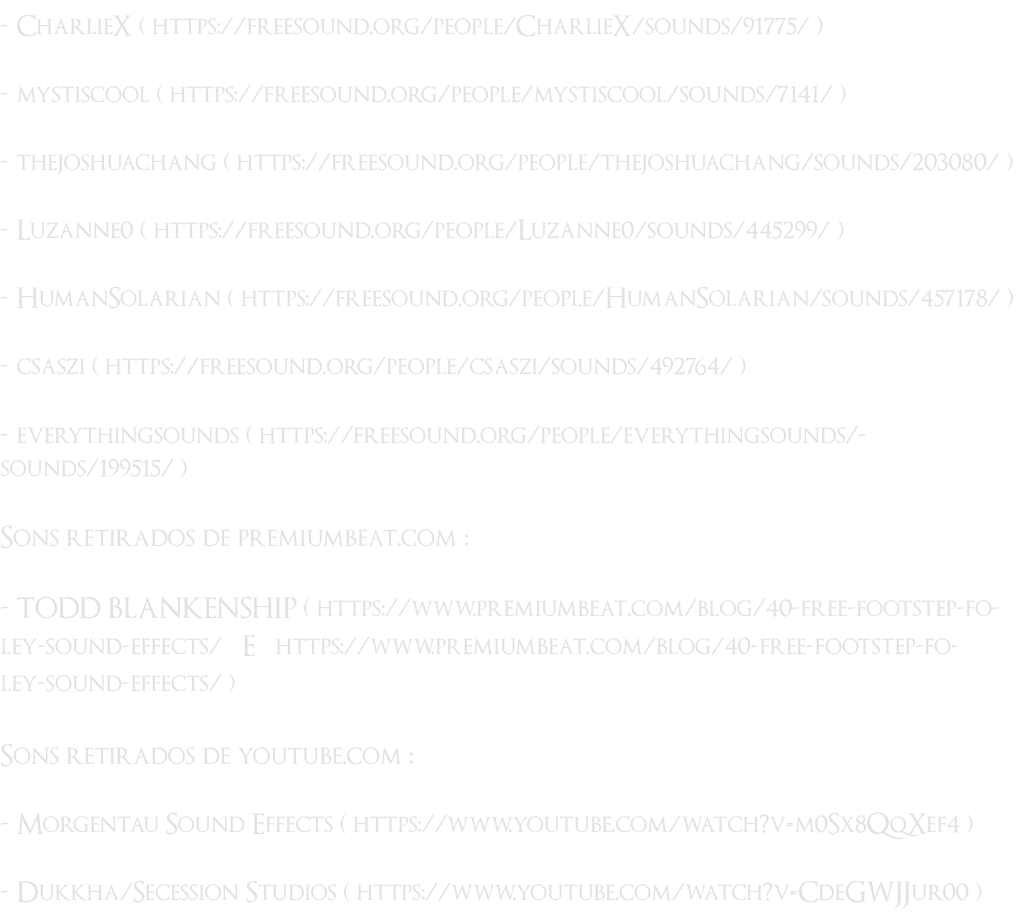 - CharlieX ( https://freesound.org/people/CharlieX/sounds/91775/ )
- mystiscool ( https://freesound.org/people/mystiscool/sounds/7141/ )
- thejoshuachang ( https://freesound.org/people/thejoshuachang/sounds/203080/ )
- Luzanne0 ( https://freesound.org/people/Luzanne0/sounds/445299/ )
- HumanSolarian ( https://freesound.org/people/HumanSolarian/sounds/457178/ )
- csaszi ( https://freesound.org/people/csaszi/sounds/492764/ )
- everythingsounds ( https://freesound.org/people/everythingsounds/-
sounds/199515/ )
Sons retirados de premiumbeat.com :
- TODD BLANKENSHIP ( https://www.premiumbeat.com/blog/40-free-footstep-fo-
ley-sound-effects/ E https://www.premiumbeat.com/blog/40-free-footstep-fo-
ley-sound-effects/ )
Sons retirados de youtube.com :
- Morgentau Sound Effects ( https://www.youtube.com/watch?v=m0Sx8QqXef4 )
- Dukkha/Secession Studios ( https://www.youtube.com/watch?v=CdeGWJJur00 )